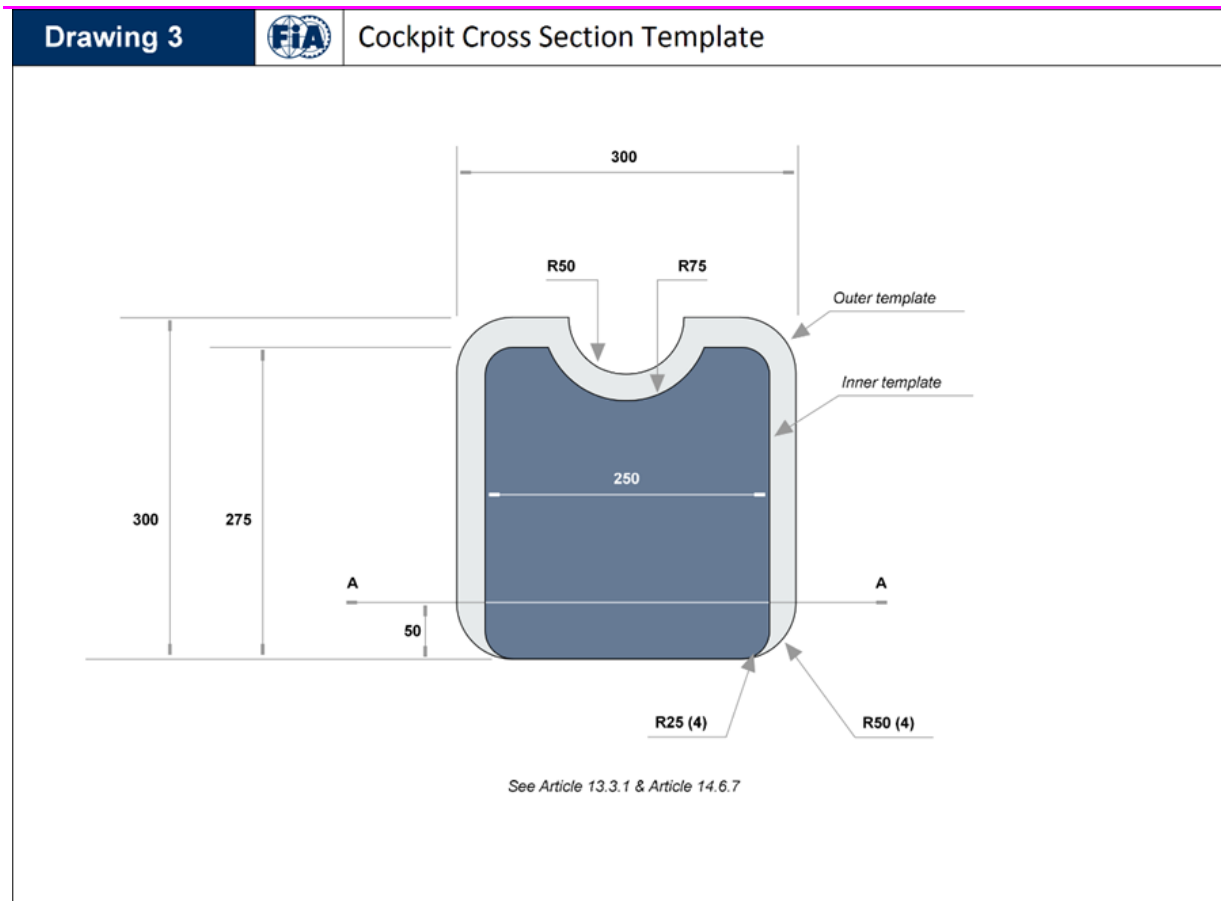 Drawing 3
FiA
Cockpit Cross Section Template
300
R50
R75
Outer template
Inner template
250
300
275
A
A
50
R25 (4)
R50 (4)
See Article 13.3.1 & Article 14.6.7